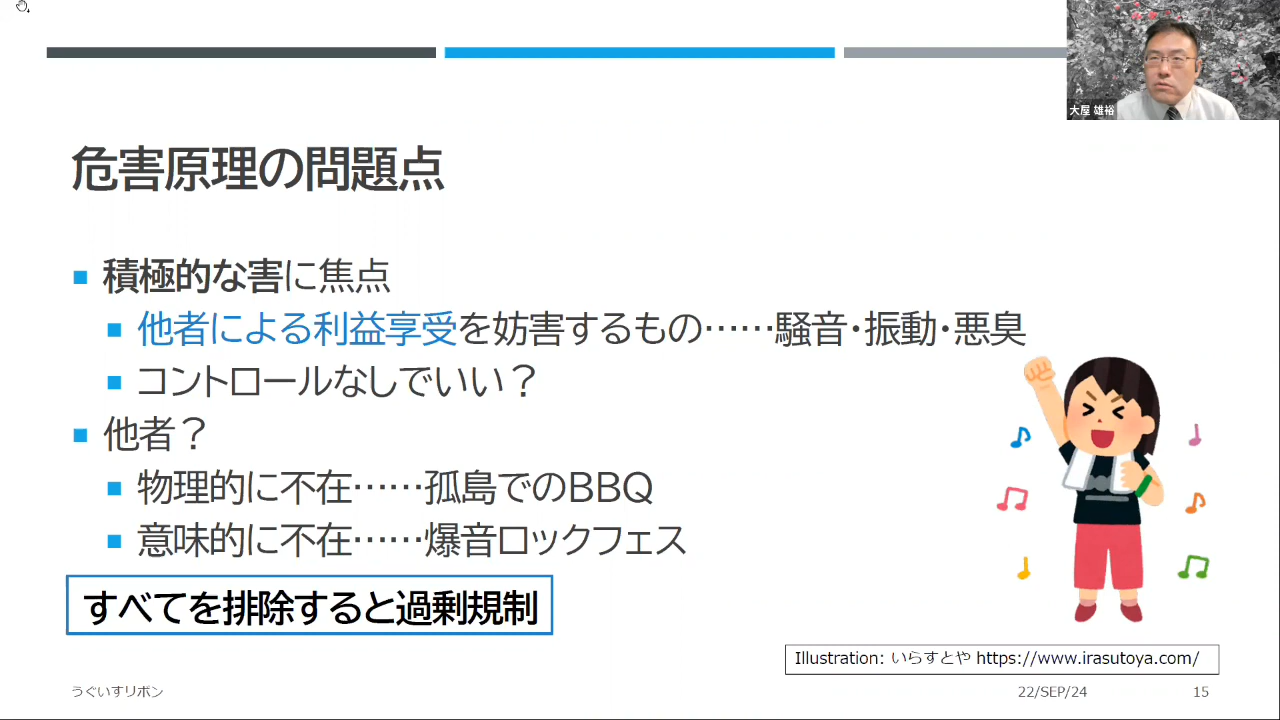 大屋 雄裕
危害原理の問題点
積極的な害に焦点
他者による利益享受を妨害するもの……騒音・振動・悪臭
コントロールなしでいい？
他者？
物理的に不在……孤島でのBBQ
意味的に不在……爆音ロックフェス
すべてを排除すると過剰規制
Illustration: いらすとや https://www.irasutoya.com/
うぐいすリボン
22/SEP/24
15